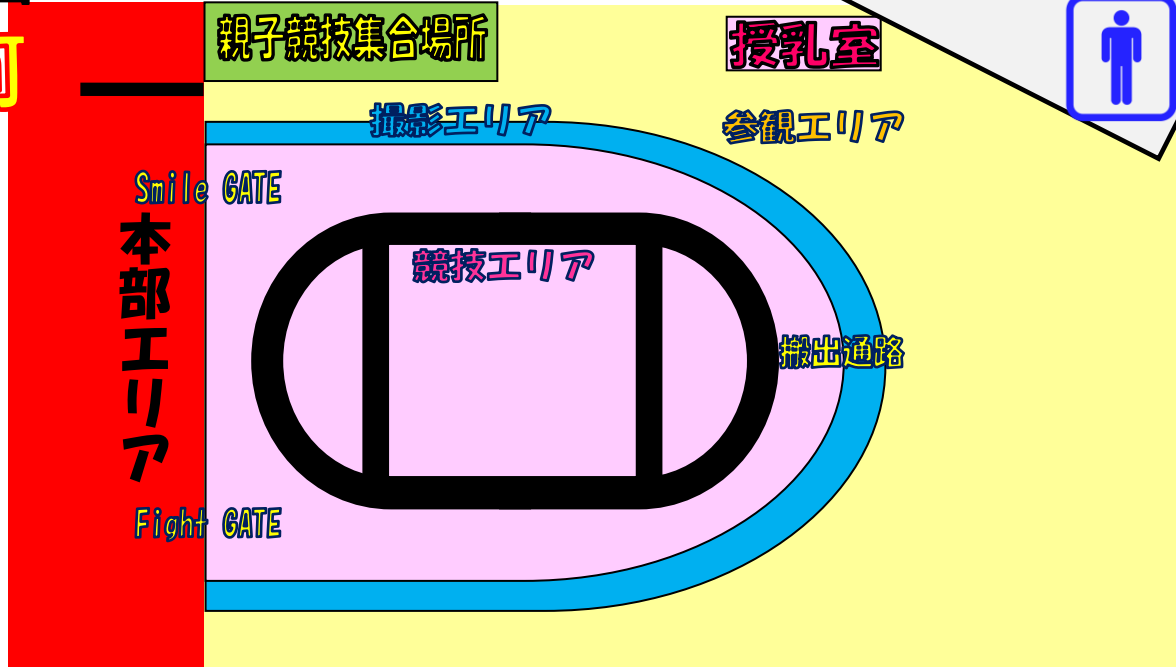 親子競技集合場所
授乳室
撮影エリア
参観エリア
Smile GATE
本部エリア
競技エリア
搬出通路
Fight GATE